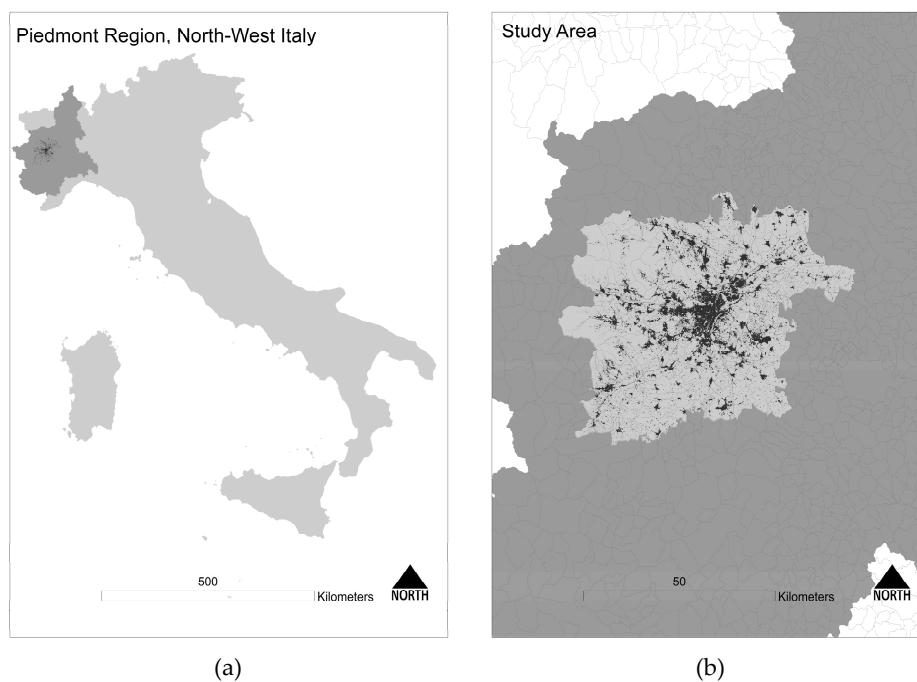 Piedmont Region, North-West Italy
500
Kilometers
NORTH
(a)
Study Area
50
Kilometers
NORTH
(b)